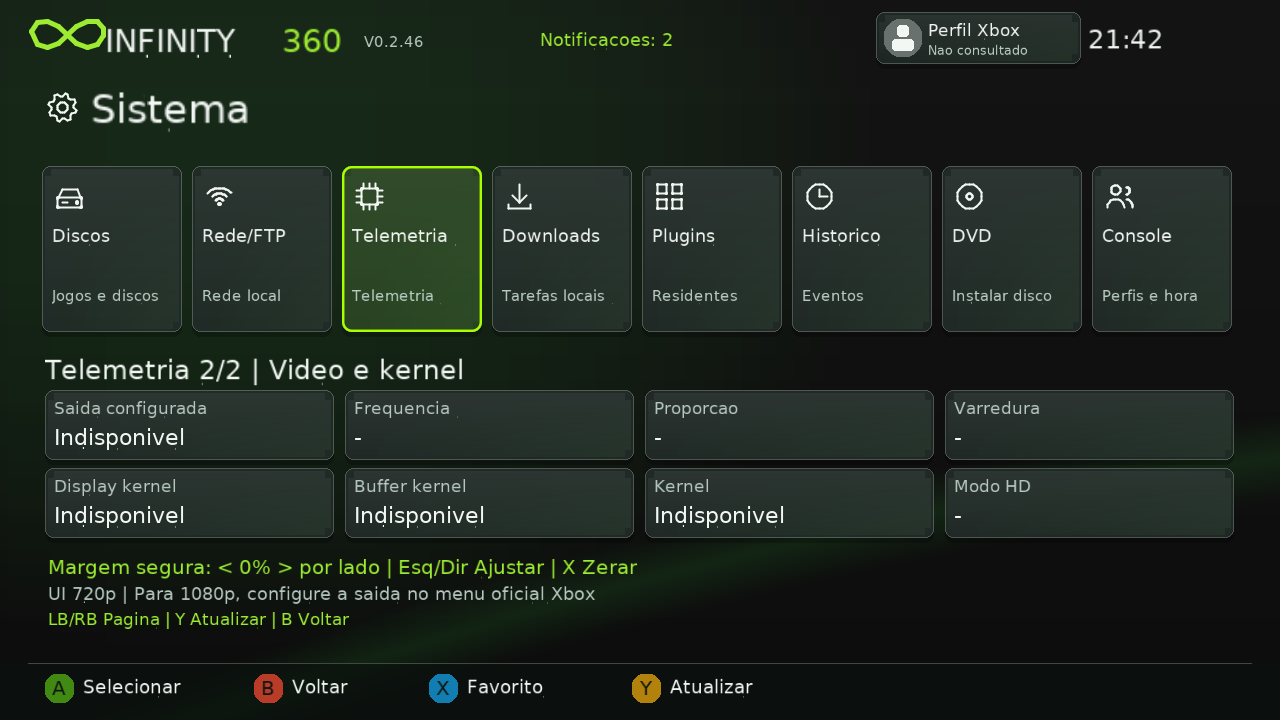 INFINITY 360 V0.2.46 Notificacoes: 2 Perfil Xbox 21:42
Nao consultado
Sistema
Discos Rede/FTP Telemetria Downloads Plugins Historico DVD Console
Jogos e discos Rede local Telemetria Tarefas locais Residentes Eventos Instalar disco Perfis e hora
Telemetria 2/2 | Video e kernel
Saida configurada Frequencia Proporcao Varredura
Indisponivel - - -
Display kernel Buffer kernel Kernel Modo HD
Indisponivel Indisponivel Indisponivel -
Margem segura: < 0% > por lado | Esq/Dir Ajustar | X Zerar
UI 720p | Para 1080p, configure a saida no menu oficial Xbox
LB/RB Pagina | Y Atualizar | B Voltar
A Selecionar B Voltar X Favorito Y Atualizar